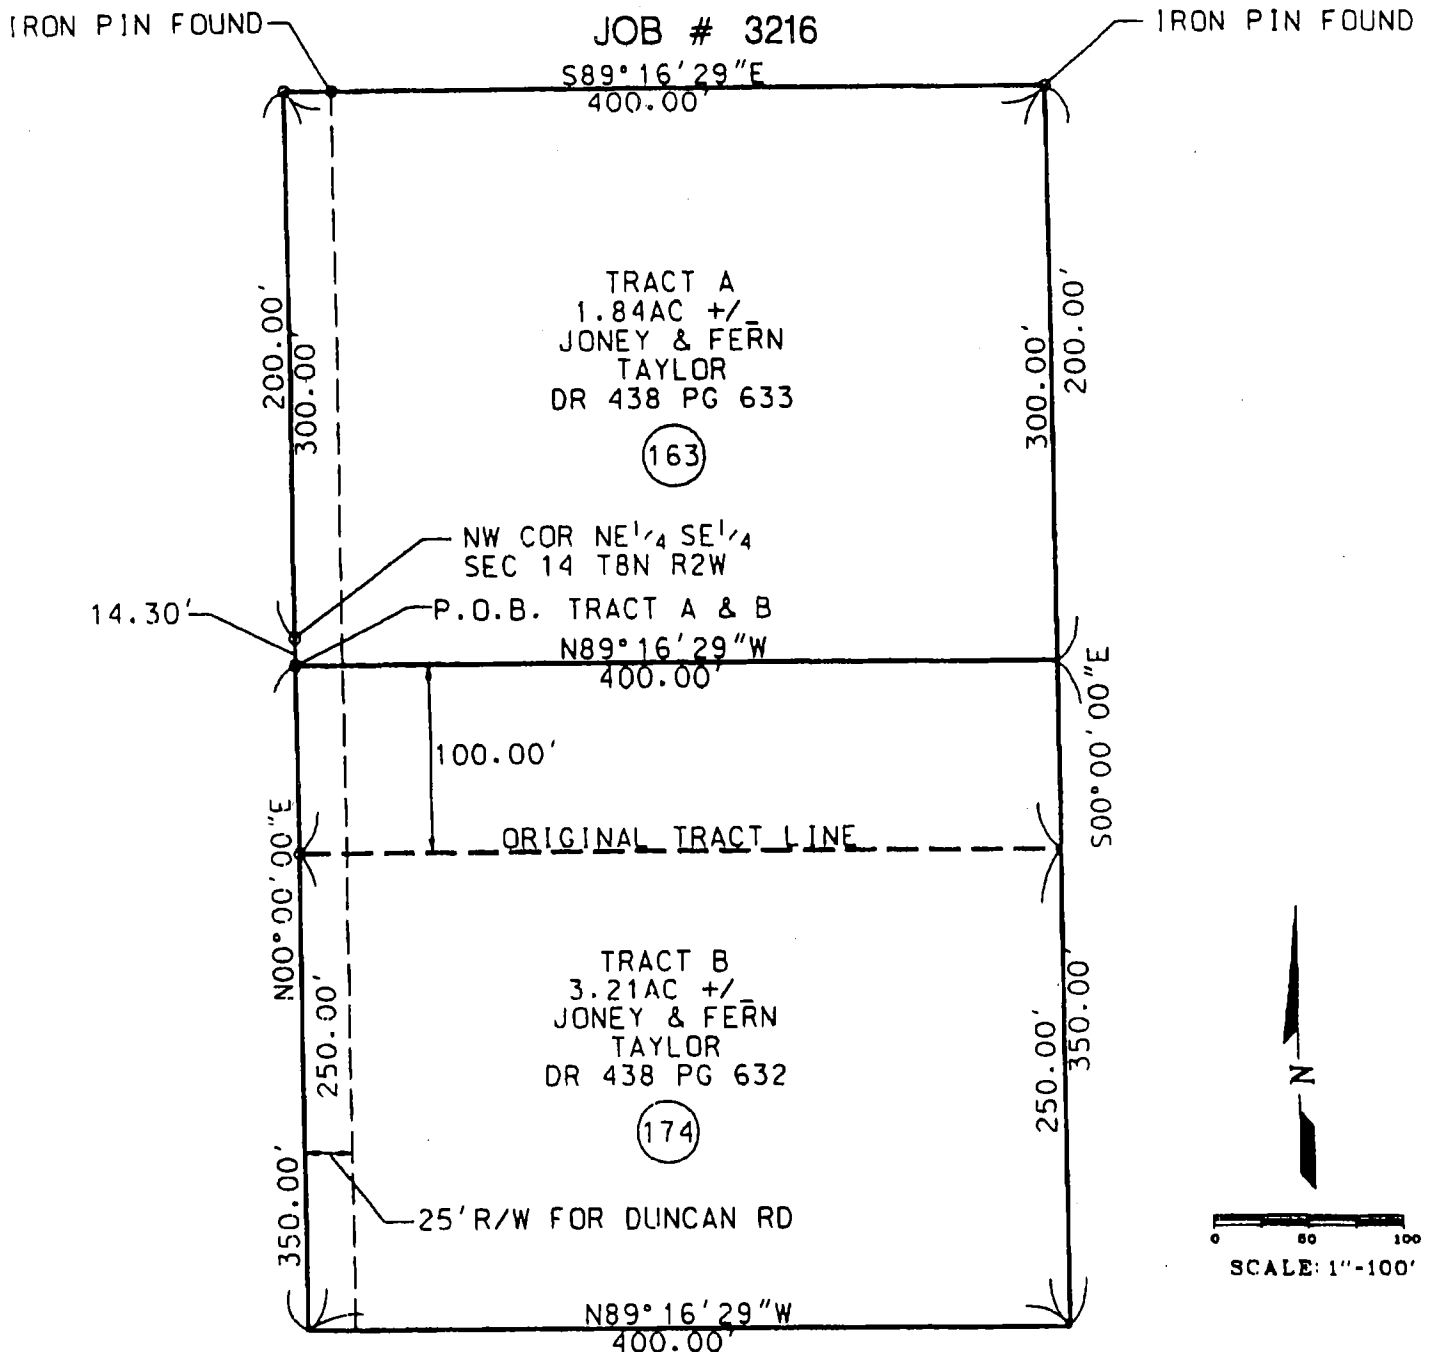 IRON PIN FOUND
JOB # 3216
IRON PIN FOUND
S89°16'29"E
400.00'
200.00'
300.00'
TRACT A
1.84AC +/_
JONEY & FERN
TAYLOR
DR 438 PG 633
163
300.00'
200.00'
NW COR NE1/4 SE1/4
SEC 14 T8N R2W
14.30'
P.O.B. TRACT A & B
N89°16'29"W
400.00'
100.00'
S00°00'00"E
ORIGINAL TRACT LINE
N00°00'00"E
250.00'
350.00'
TRACT B
3.21AC +/_
JONEY & FERN
TAYLOR
DR 438 PG 632
174
250.00'
350.00'
25'R/W FOR DUNCAN RD
N89°16'29"W
400.00'
N
0 50 100
SCALE: 1"-100'